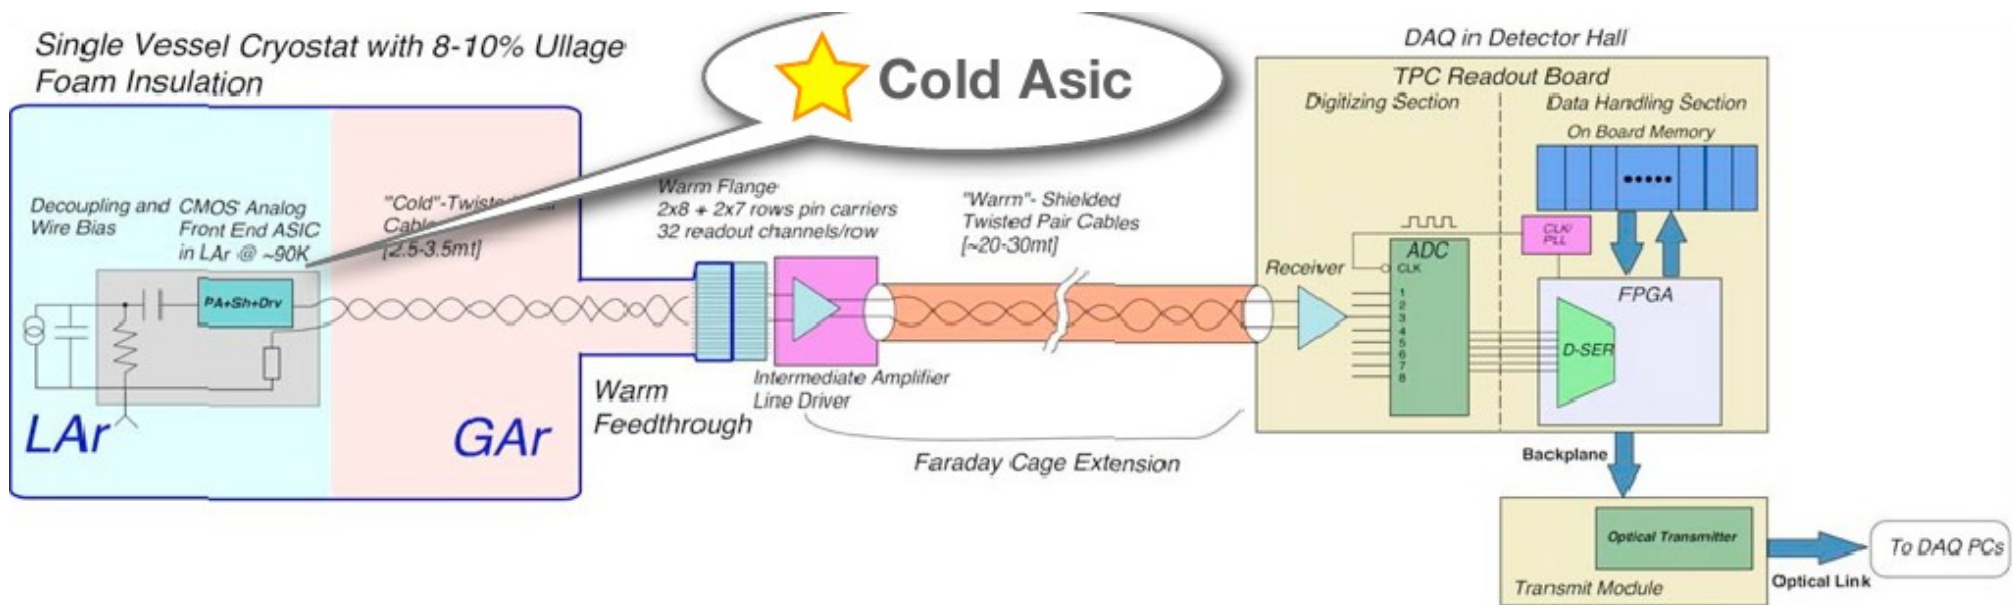 Single Vessel Cryostat with 8-10% Ullage
Foam Insulation
Cold Asic
DAQ in Detector Hall
TPC Readout Board
Digitizing Section
Data Handling Section
On Board Memory
Decoupling and
Wire Bias
CMOS Analog
Front End ASIC
in LAr @ ~90K
"Cold"-Twisted
[2.5-3.5mt]
Warm Flange
2x8 + 2x7 rows pin carriers
32 readout channels/row
"Warm"- Shielded
Twisted Pair Cables
[~20-30mt]
CLK/
PLL
Receiver
ADC
CLK
1
2
3
4
5
6
7
8
FPGA
D-SER
PA+Sh+Drv
LAr
GAr
Warm
Feedthrough
Intermediate Amplifier
Line Driver
Faraday Cage Extension
Backplane
Optical Transmitter
Transmit Module
Optical Link
To DAQ PCs